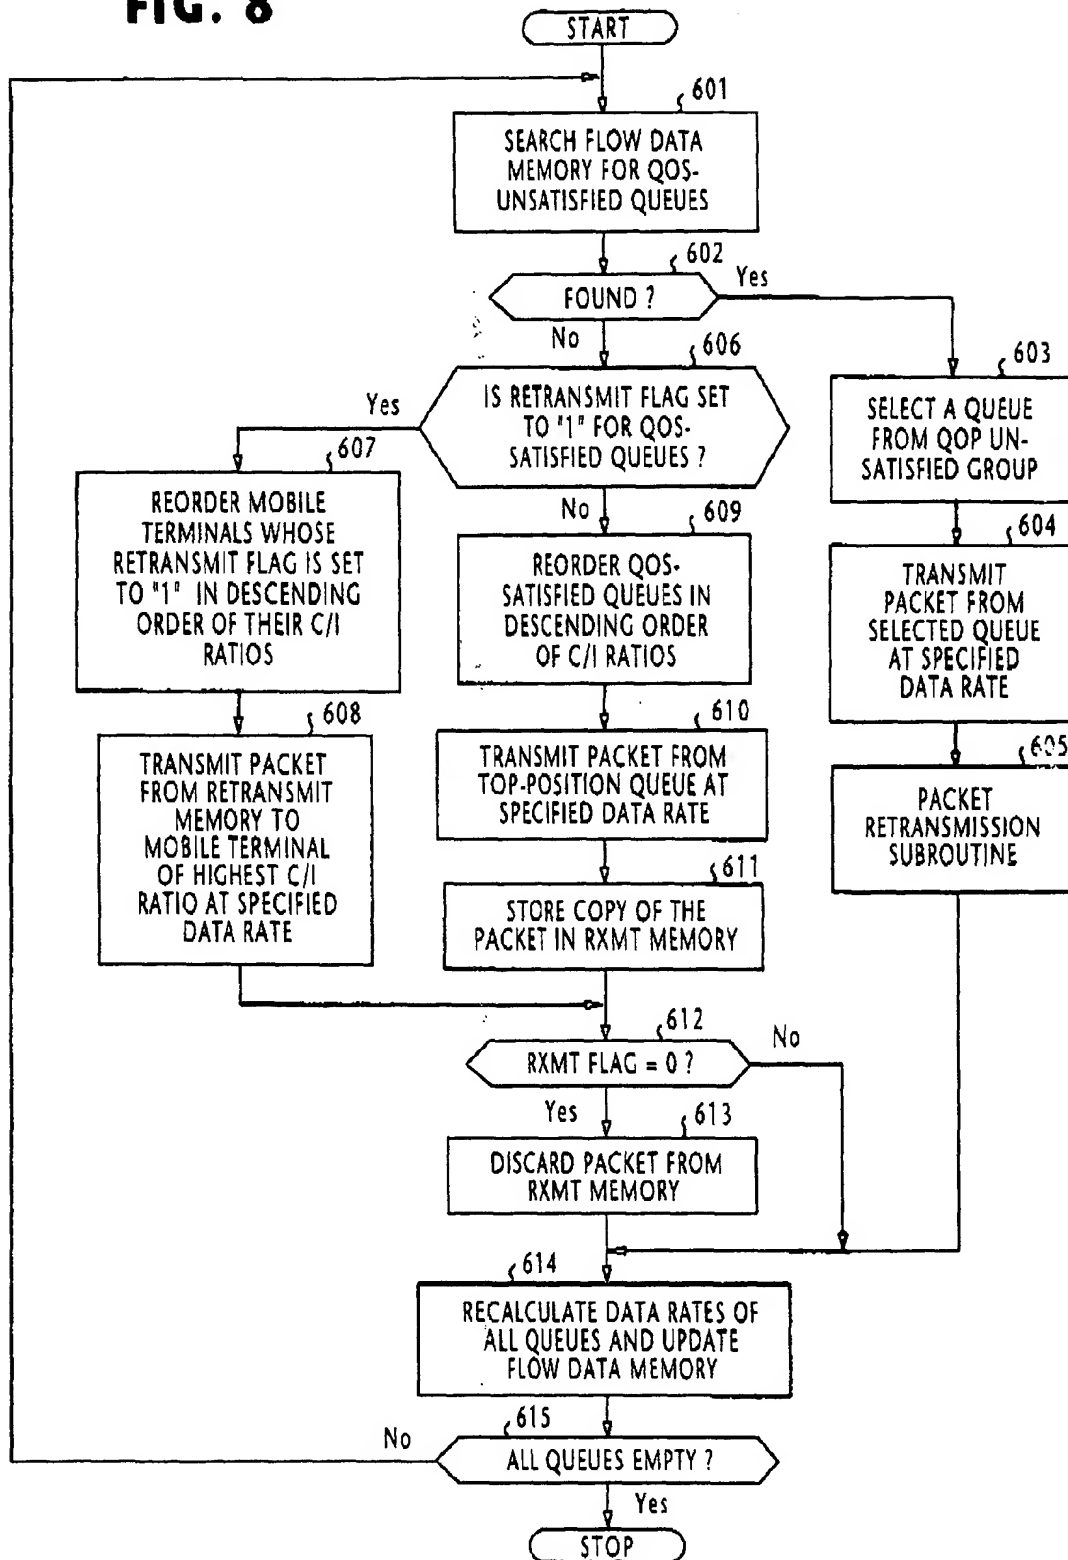 FIG. 8
START
601
SEARCH FLOW DATA
MEMORY FOR QOS-
UNSATISFIED QUEUES
602
FOUND ?
Yes
No
606
IS RETRANSMIT FLAG SET
TO "1" FOR QOS-
SATISFIED QUEUES ?
Yes
No
603
SELECT A QUEUE
FROM QOP UN-
SATISFIED GROUP
607
REORDER MOBILE
TERMINALS WHOSE
RETRANSMIT FLAG IS SET
TO "1" IN DESCENDING
ORDER OF THEIR C/I
RATIOS
609
REORDER QOS-
SATISFIED QUEUES IN
DESCENDING ORDER
OF C/I RATIOS
604
TRANSMIT
PACKET FROM
SELECTED QUEUE
AT SPECIFIED
DATA RATE
608
TRANSMIT PACKET
FROM RETRANSMIT
MEMORY TO
MOBILE TERMINAL
OF HIGHEST C/I
RATIO AT SPECIFIED
DATA RATE
610
TRANSMIT PACKET FROM
TOP-POSITION QUEUE AT
SPECIFIED DATA RATE
605
PACKET
RETRANSMISSION
SUBROUTINE
611
STORE COPY OF THE
PACKET IN RXMT MEMORY
612
RXMT FLAG = 0 ?
No
Yes
613
DISCARD PACKET FROM
RXMT MEMORY
614
RECALCULATE DATA RATES OF
ALL QUEUES AND UPDATE
FLOW DATA MEMORY
615
ALL QUEUES EMPTY ?
No
Yes
STOP